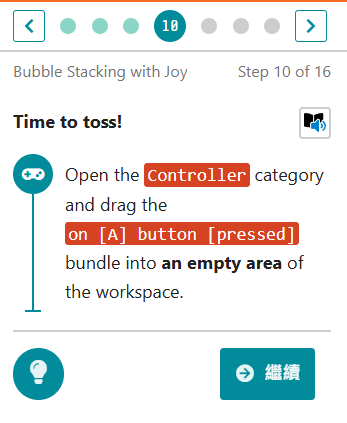 10
Bubble Stacking with Joy Step 10 of 16
Time to toss!
Open the Controller category
and drag the
on [A] button [pressed]
bundle into an empty area of
the workspace.
繼續